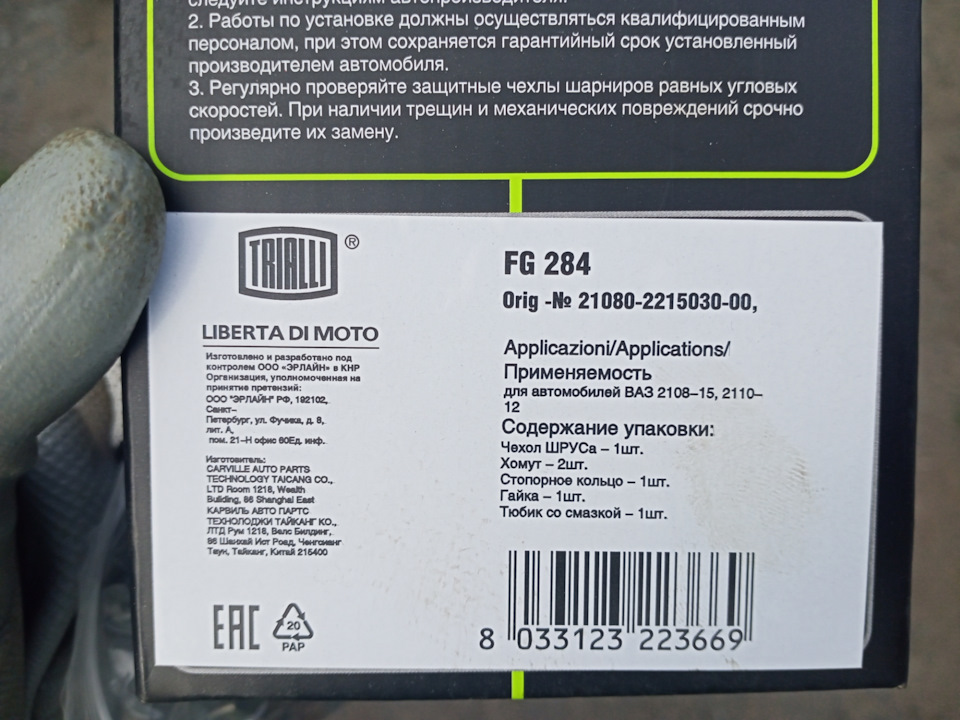 следуйте инструкциям автопроизводителя.
2. Работы по установке должны осуществляться квалифицированным
персоналом, при этом сохраняется гарантийный срок установленный
производителем автомобиля.
3. Регулярно проверяйте защитные чехлы шарниров равных угловых
скоростей. При наличии трещин и механических повреждений срочно
произведите их замену.
TRIALLI ®
LIBERTA DI MOTO
Изготовлено и разработано под
контролем ООО «ЭРЛАЙН» в КНР
Организация, уполномоченная на
принятие претензий:
ООО "ЭРЛАЙН" РФ, 192102,
Санкт–
Петербург, ул. Фучика, д. 8,
лит. А,
пом. 21–Н офис 60Ед. инф.
Изготовитель:
CARVILLE AUTO PARTS
TECHNOLOGY TAICANG CO.,
LTD Room 1218, Wealth
Building, 86 Shanghai East
КАРВИЛЬ АВТО ПАРТС
ТЕХНОЛОДЖИ ТАЙКАНГ КО.,
ЛТД Рум 1218, Велс Билдинг,
86 Шанхай Ист Роад, Ченгсианг
Таун, Тайканг, Китай 215400
EAC
20
PAP
FG 284
Orig -№ 21080-2215030-00,
Applicazioni/Applications/
Применяемость
для автомобилей ВАЗ 2108–15, 2110–
12
Содержание упаковки:
Чехол ШРУСа – 1шт.
Хомут – 2шт.
Стопорное кольцо – 1шт.
Гайка – 1шт.
Тюбик со смазкой – 1шт.
8 033123 223669